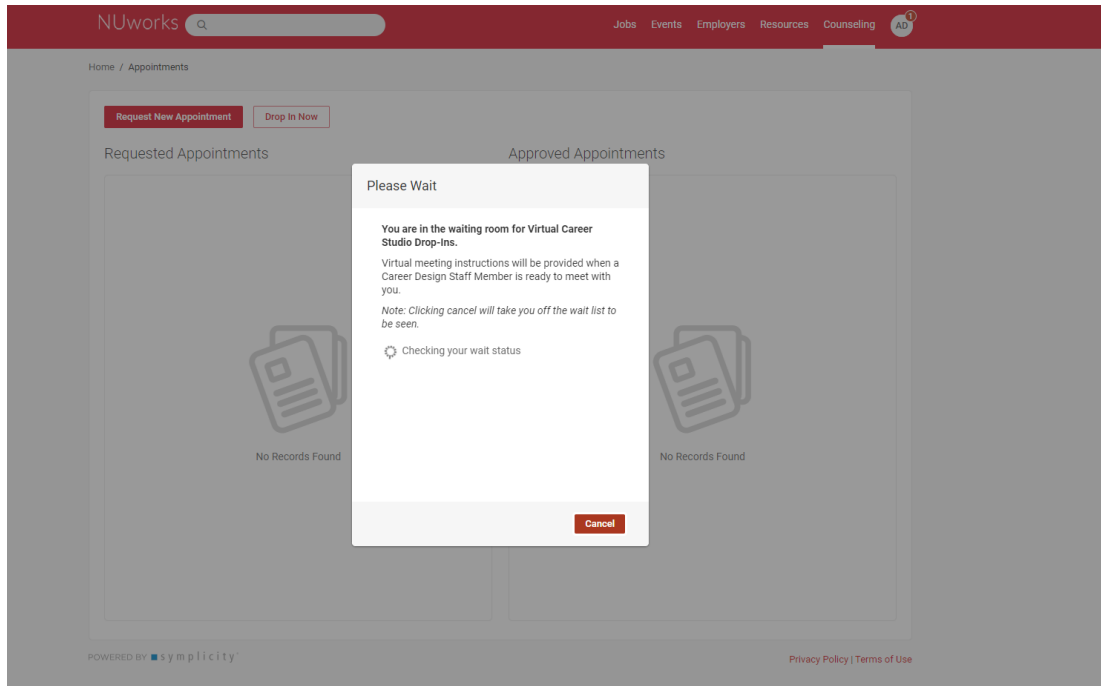 NUworks
Jobs Events Employers Resources Counseling AD 1
Home / Appointments
Request New Appointment Drop In Now
Requested Appointments Approved Appointments
Please Wait
You are in the waiting room for Virtual Career
Studio Drop-Ins.
Virtual meeting instructions will be provided when a
Career Design Staff Member is ready to meet with
you.
Note: Clicking cancel will take you off the wait list to
be seen.
Checking your wait status
No Records Found No Records Found
Cancel
POWERED BY symplicity
Privacy Policy | Terms of Use